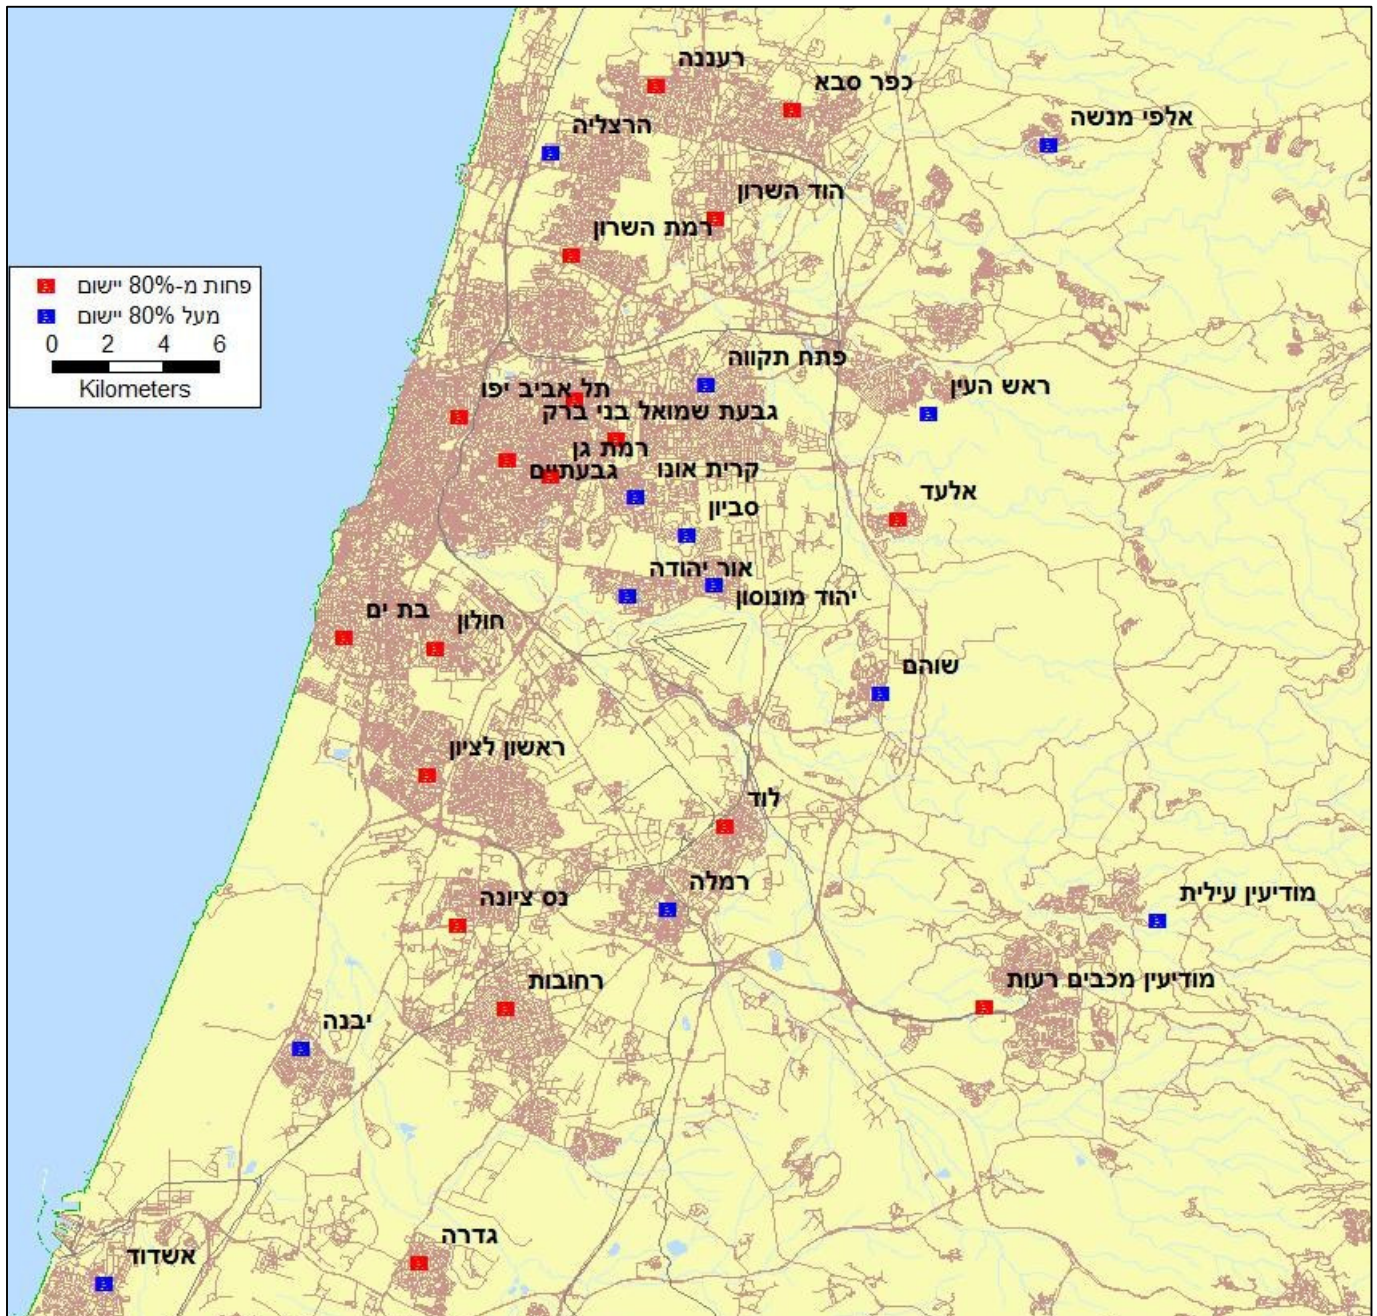 רעננה
כפר סבא
הרצליה
אלפי מנשה
הוד השרון
רמת השרון
פחות מ-80% יישום
מעל 80% יישום
0 2 4 6
Kilometers
פתח תקווה
ראש העין
תל אביב יפו
גבעת שמואל בני ברק
רמת גן
קרית אונו
גבעתיים
אלעד
סביון
אור יהודה
יהוד מונוסון
בת ים
חולון
שוהם
ראשון לציון
לוד
רמלה
מודיעין עילית
נס ציונה
מודיעין מכבים רעות
רחובות
יבנה
גדרה
אשדוד